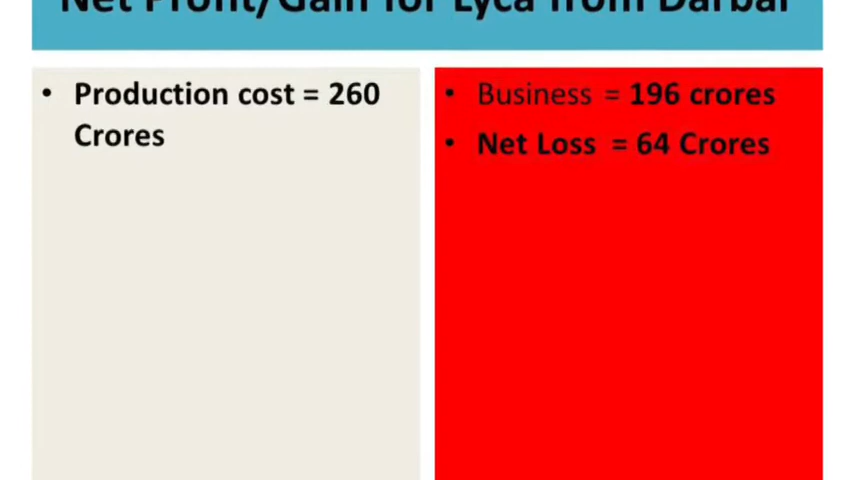 Net Profit/Gain for Lyca from Darbar
• Production cost = 260
Crores
• Business = 196 crores
• Net Loss = 64 Crores